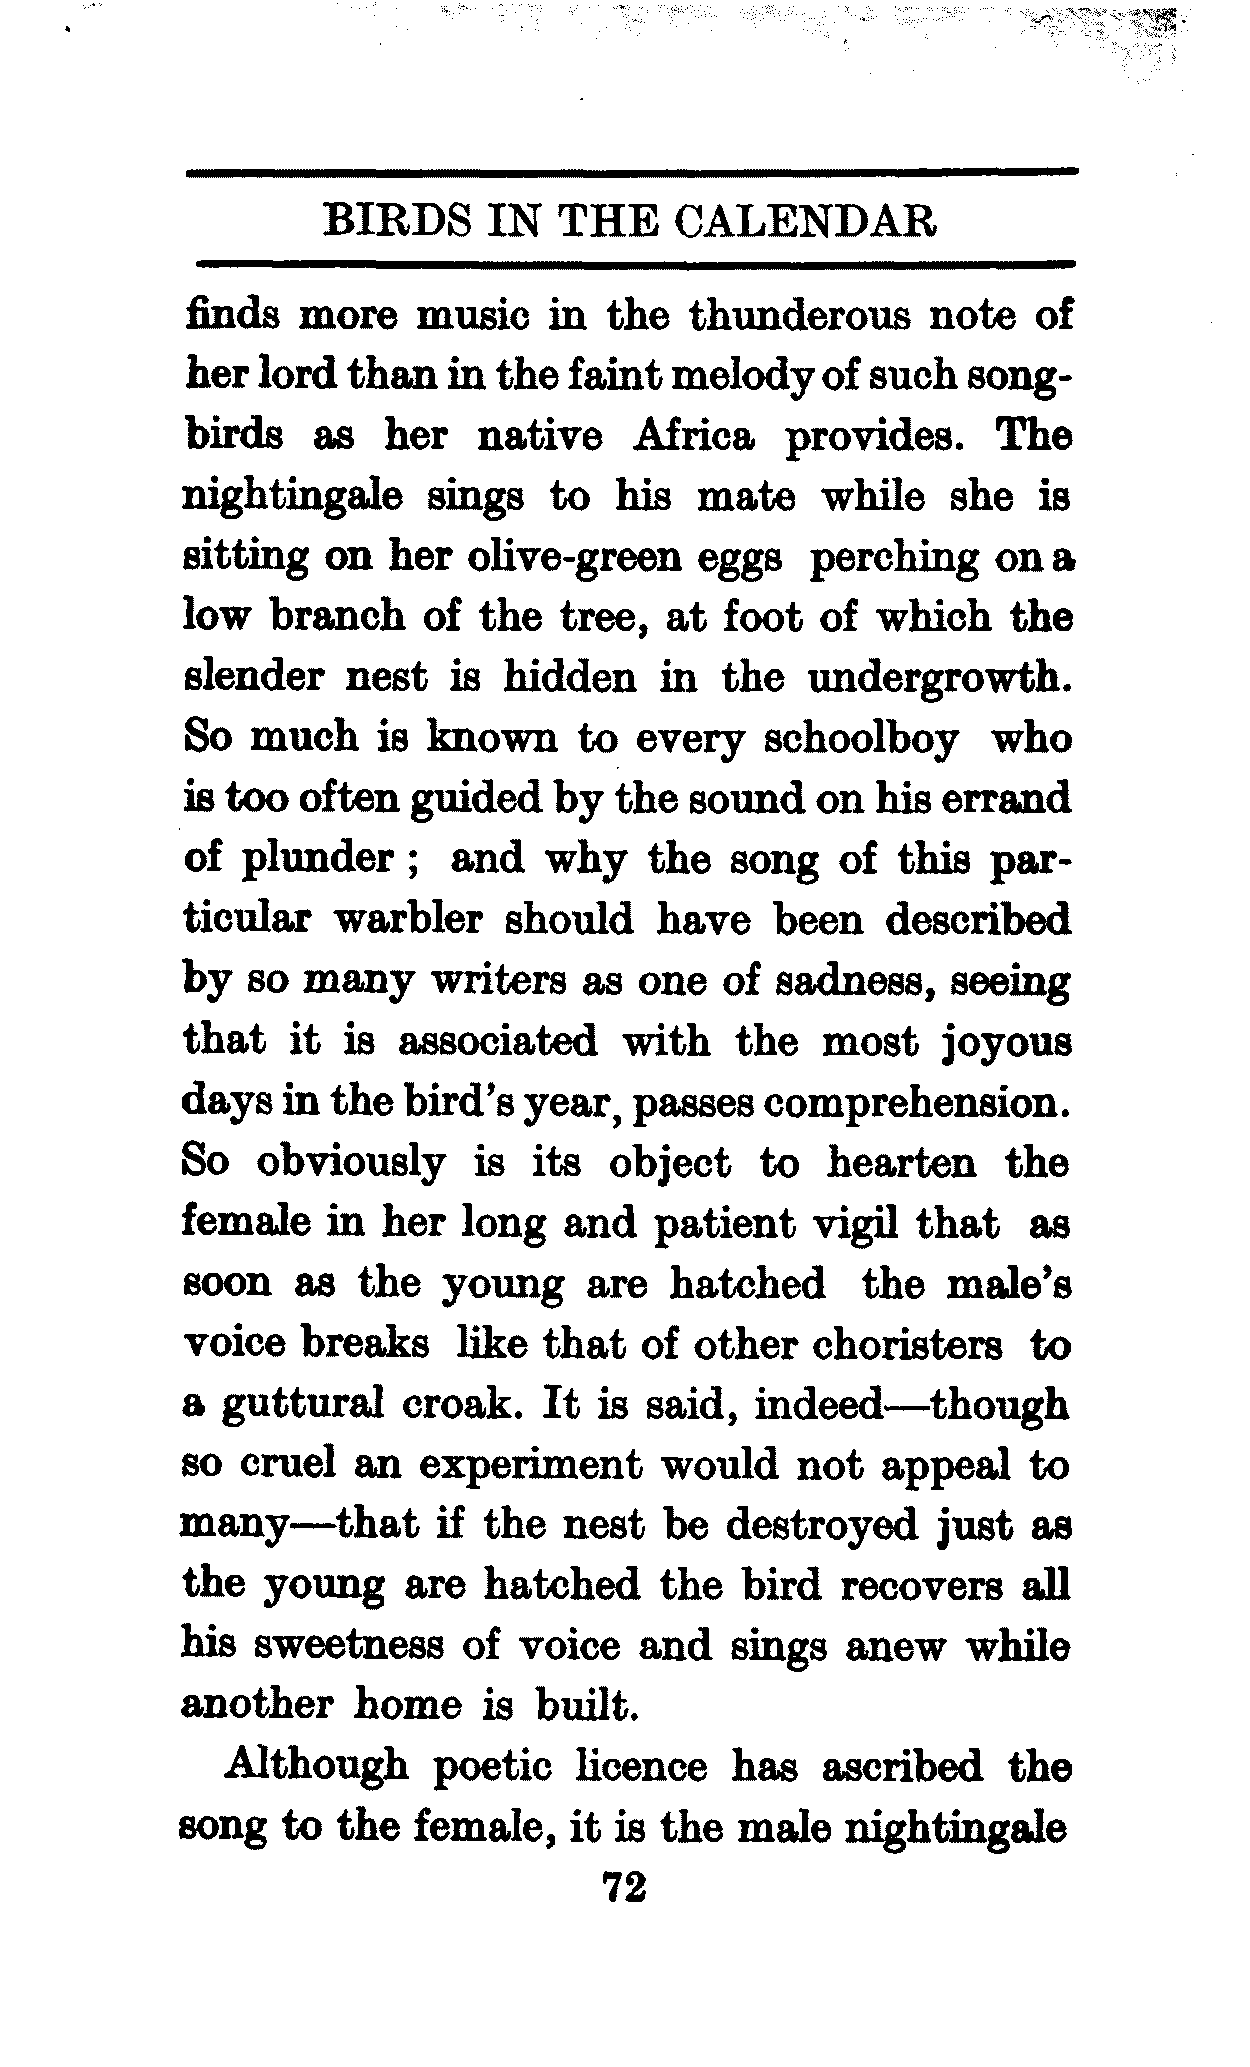 BIRDS IN THE CALENDAR
finds more music in the thunderous note of
her lord than in the faint melody of such song-
birds as her native Africa provides. The
nightingale sings to his mate while she is
sitting on her olive-green eggs perching on a
low branch of the tree, at foot of which the
slender nest is hidden in the undergrowth.
So much is known to every schoolboy who
is too often guided by the sound on his errand
of plunder ; and why the song of this par-
ticular warbler should have been described
by so many writers as one of sadness, seeing
that it is associated with the most joyous
days in the bird's year, passes comprehension.
So obviously is its object to hearten the
female in her long and patient vigil that as
soon as the young are hatched the male's
voice breaks like that of other choristers to
a guttural croak. It is said, indeed—though
so cruel an experiment would not appeal to
many—that if the nest be destroyed just as
the young are hatched the bird recovers all
his sweetness of voice and sings anew while
another home is built.
Although poetic licence has ascribed the
song to the female, it is the male nightingale
72